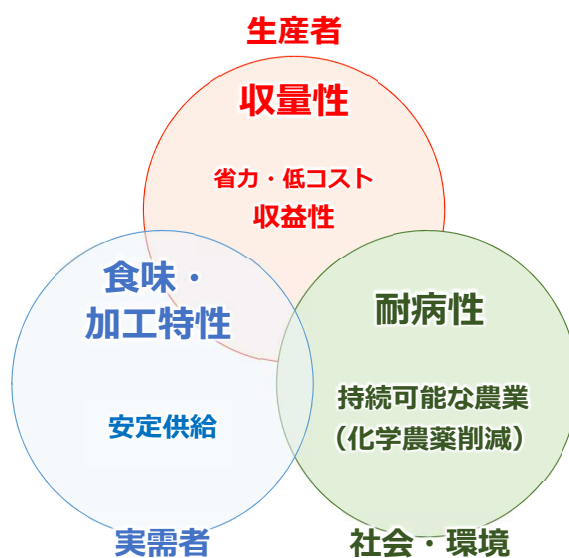 生産者
収量性
省力・低コスト
収益性
食味・
加工特性
安定供給
実需者
耐病性
持続可能な農業
（化学農薬削減）
社会・環境